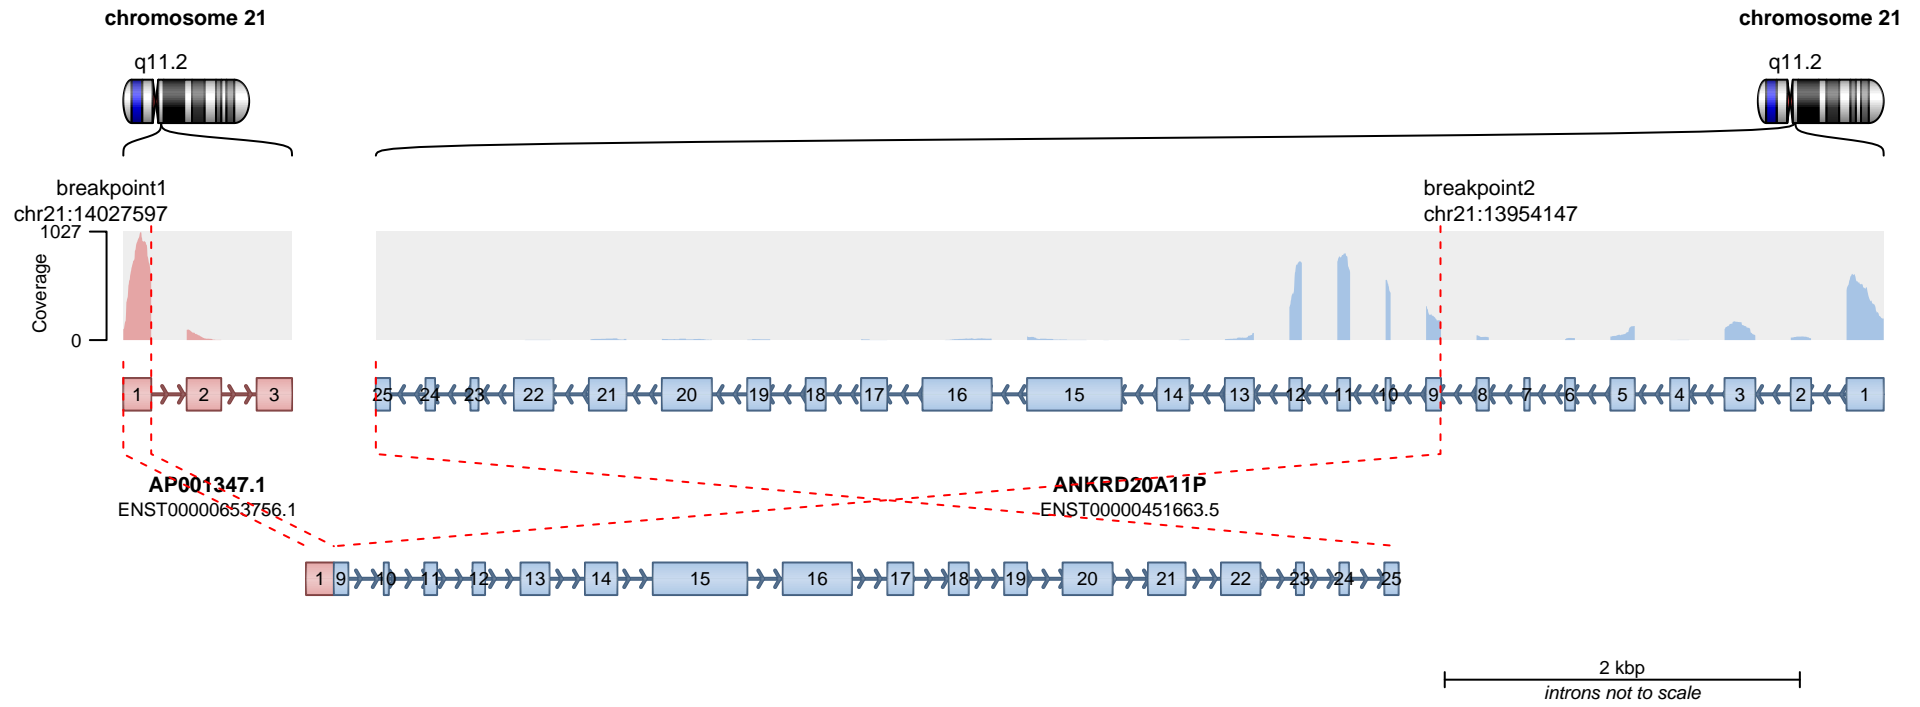 chromosome 21
chromosome 21
q11.2
q11.2
breakpoint1
chr21:14027597
breakpoint2
chr21:13954147
1027
Coverage
0
1 2 3
25 24 23 22 21 20 19 18 17 16 15 14 13 12 11 10 9 8 7 6 5 4 3 2 1
AP001347.1
ENST00000653756.1
ANKRD20A11P
ENST00000451663.5
1 9 10 11 12 13 14 15 16 17 18 19 20 21 22 23 24 25
2 kbp
introns not to scale